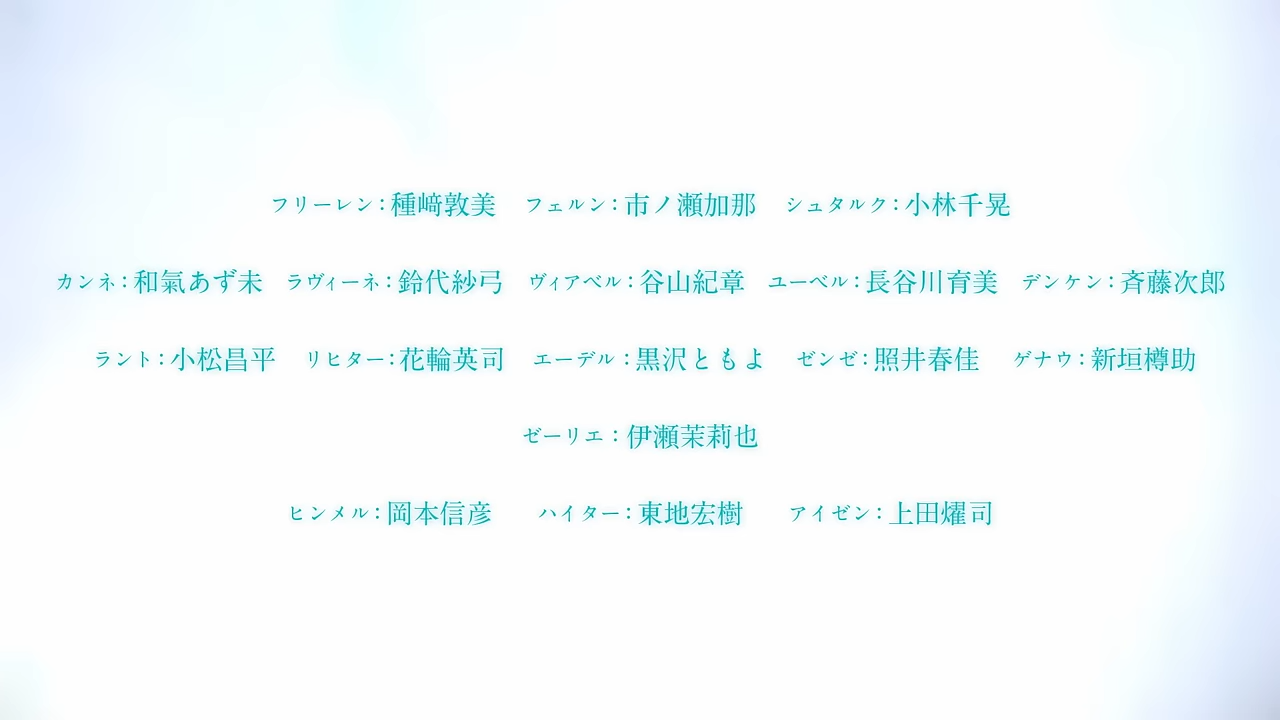 フリーレン：種﨑敦美　フェルン：市ノ瀬加那　シュタルク：小林千晃
カンネ：和氣あず未　ラヴィーネ：鈴代紗弓　ヴィアベル：谷山紀章　ユーベル：長谷川育美　デンケン：斉藤次郎
ラント：小松昌平　リヒター：花輪英司　エーデル：黒沢ともよ　ゼンゼ：照井春佳　ゲナウ：新垣樽助
ゼーリエ：伊瀬茉莉也
ヒンメル：岡本信彦　ハイター：東地宏樹　アイゼン：上田燿司